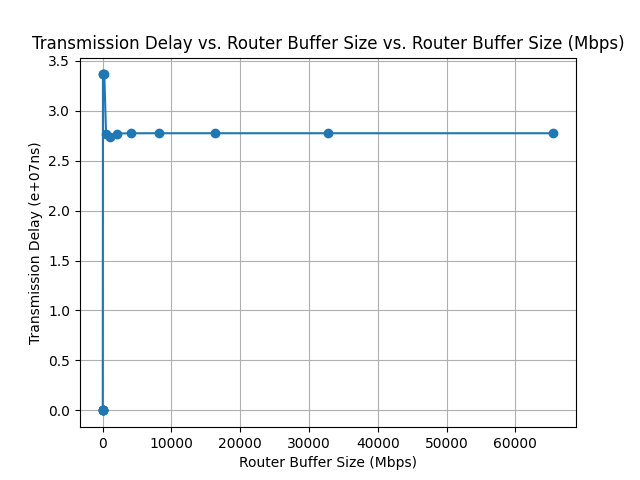 Transmission Delay vs. Router Buffer Size vs. Router Buffer Size (Mbps)
3.5
3.0
2.5
2.0
1.5
1.0
0.5
0.0
Transmission Delay (e+07ns)
0 10000 20000 30000 40000 50000 60000
Router Buffer Size (Mbps)